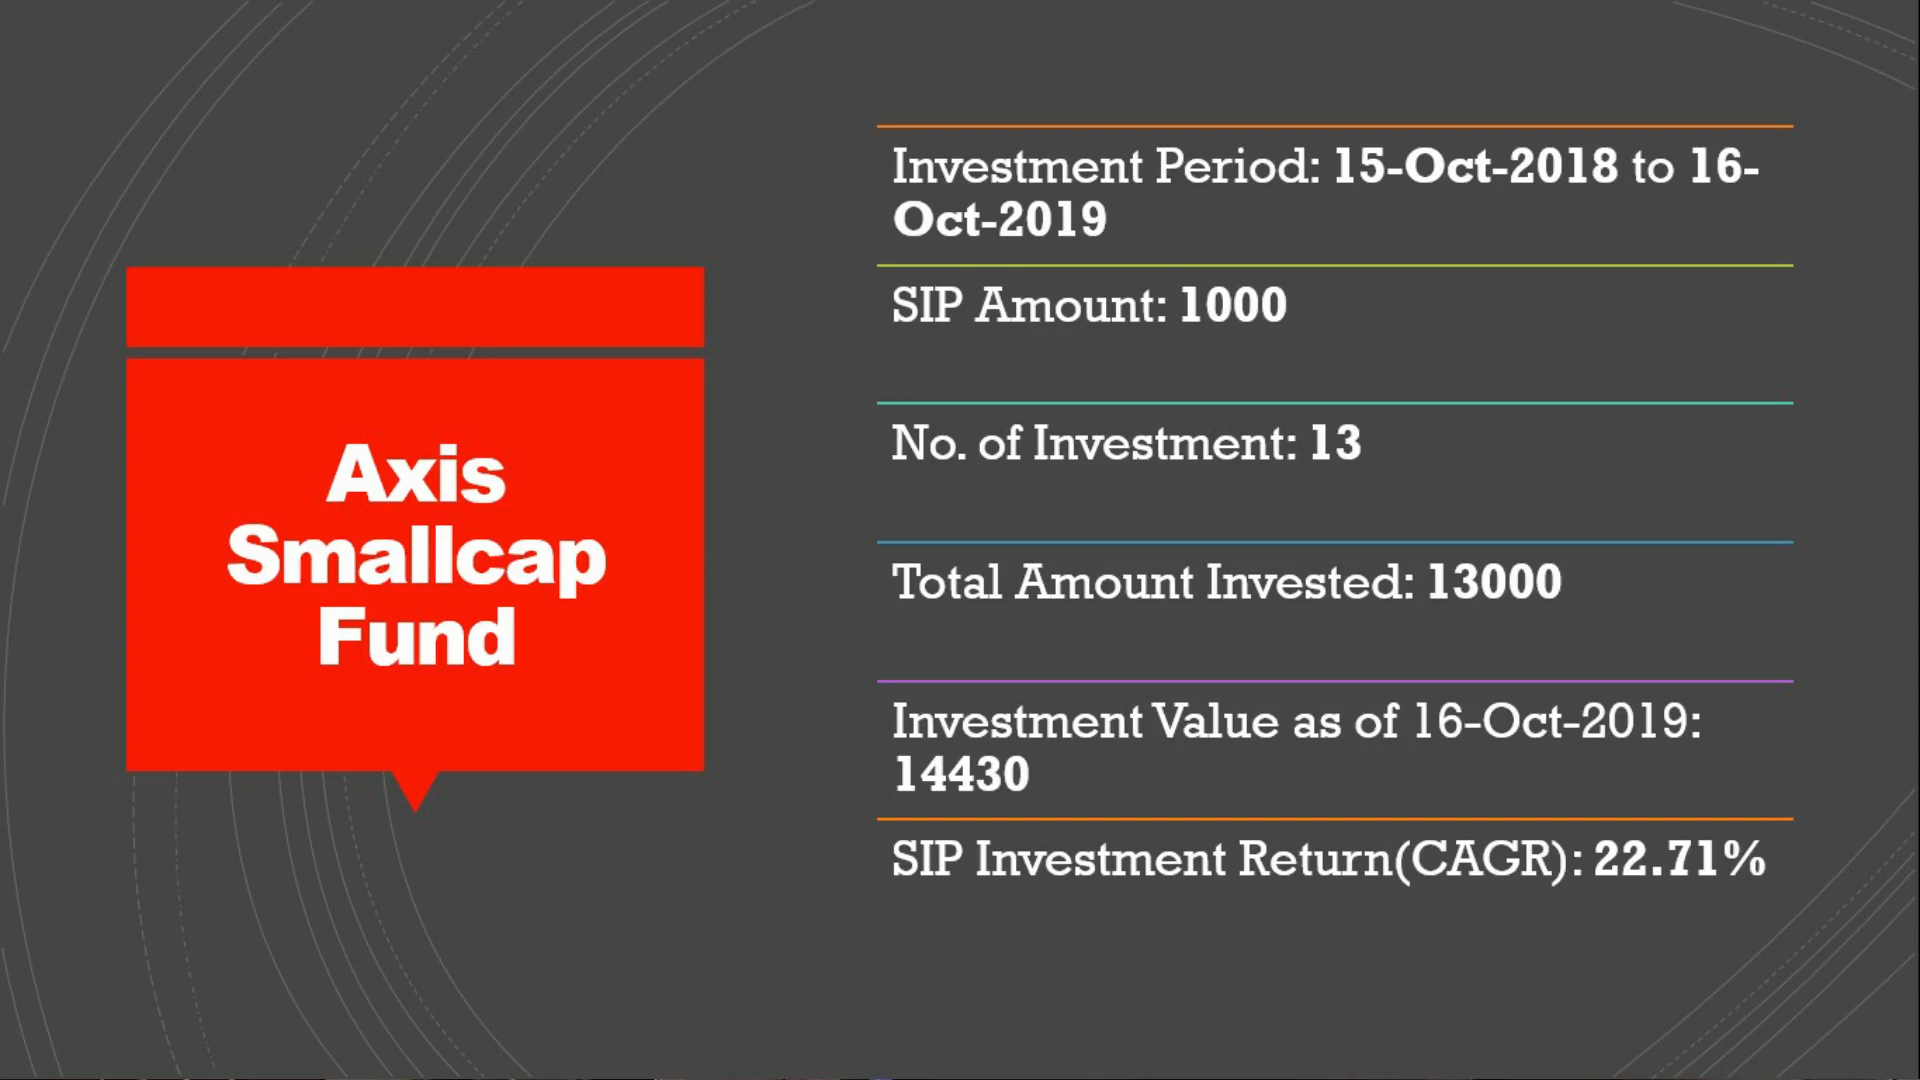 Axis
Smallcap
Fund
Investment Period: 15-Oct-2018 to 16-
Oct-2019
SIP Amount: 1000
No. of Investment: 13
Total Amount Invested: 13000
Investment Value as of 16-Oct-2019:
14430
SIP Investment Return(CAGR): 22.71%